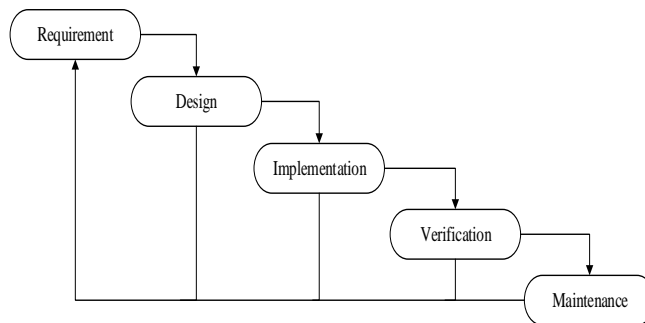 Requirement
Design
Implementation
Verification
Maintenance